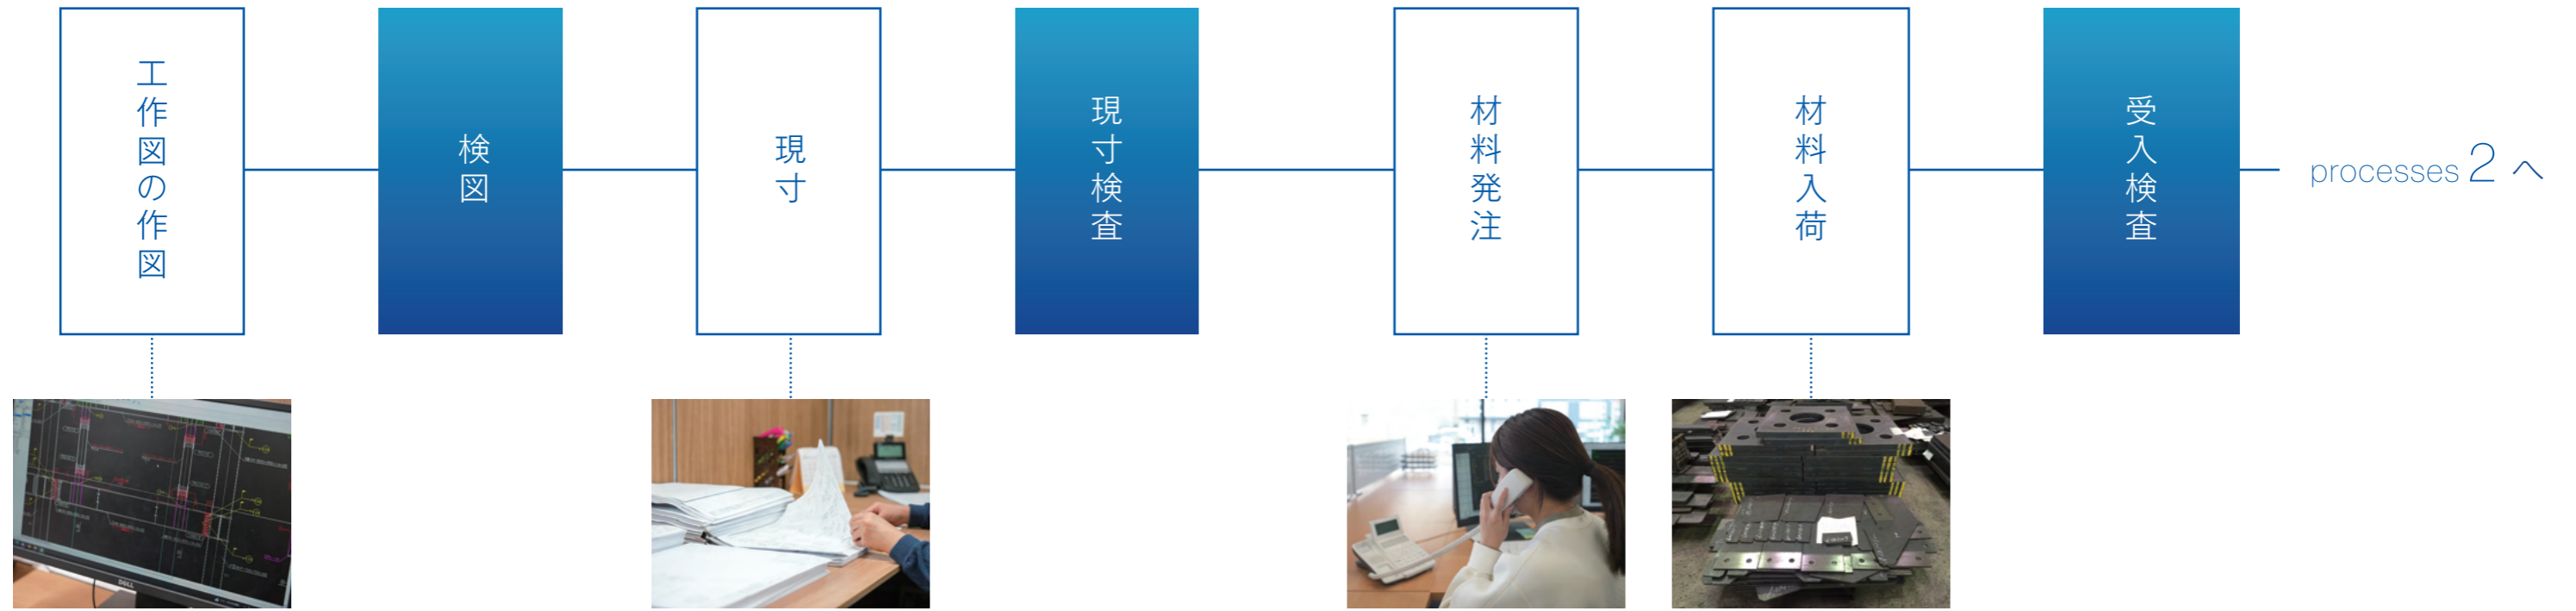 工作図の作図
検図
現寸
現寸検査
材料発注
材料入荷
受入検査
processes 2 へ
DELL